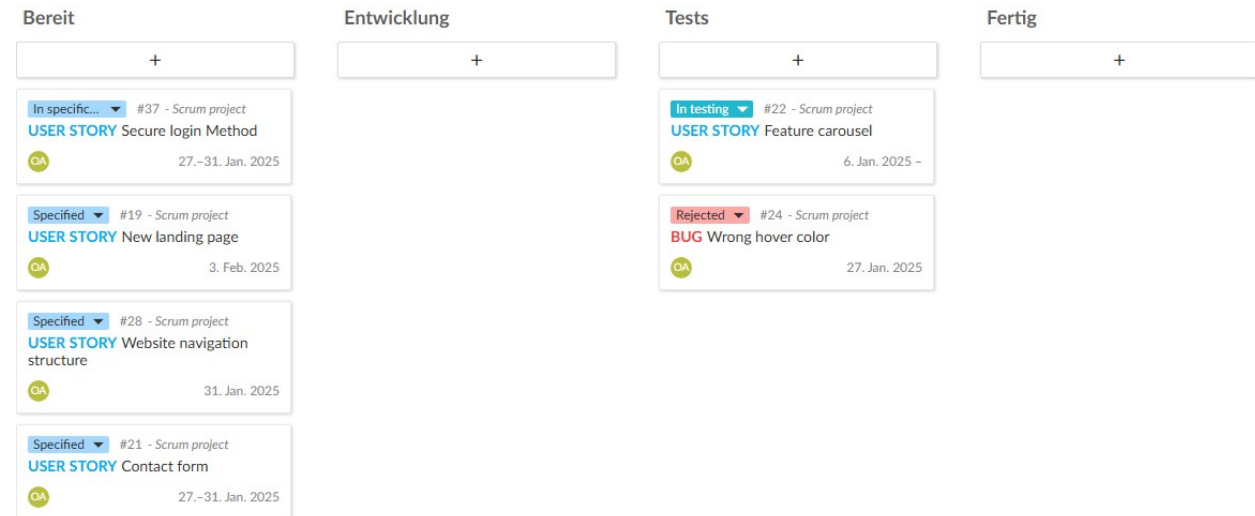 Bereit
+
In specific...
#37 - Scrum project
USER STORY Secure login Method
OA
27.–31. Jan. 2025
Specified
#19 - Scrum project
USER STORY New landing page
OA
3. Feb. 2025
Specified
#28 - Scrum project
USER STORY Website navigation
structure
OA
31. Jan. 2025
Specified
#21 - Scrum project
USER STORY Contact form
OA
27.–31. Jan. 2025
Entwicklung
+
Tests
+
In testing
#22 - Scrum project
USER STORY Feature carousel
OA
6. Jan. 2025 –
Rejected
#24 - Scrum project
BUG Wrong hover color
OA
27. Jan. 2025
Fertig
+